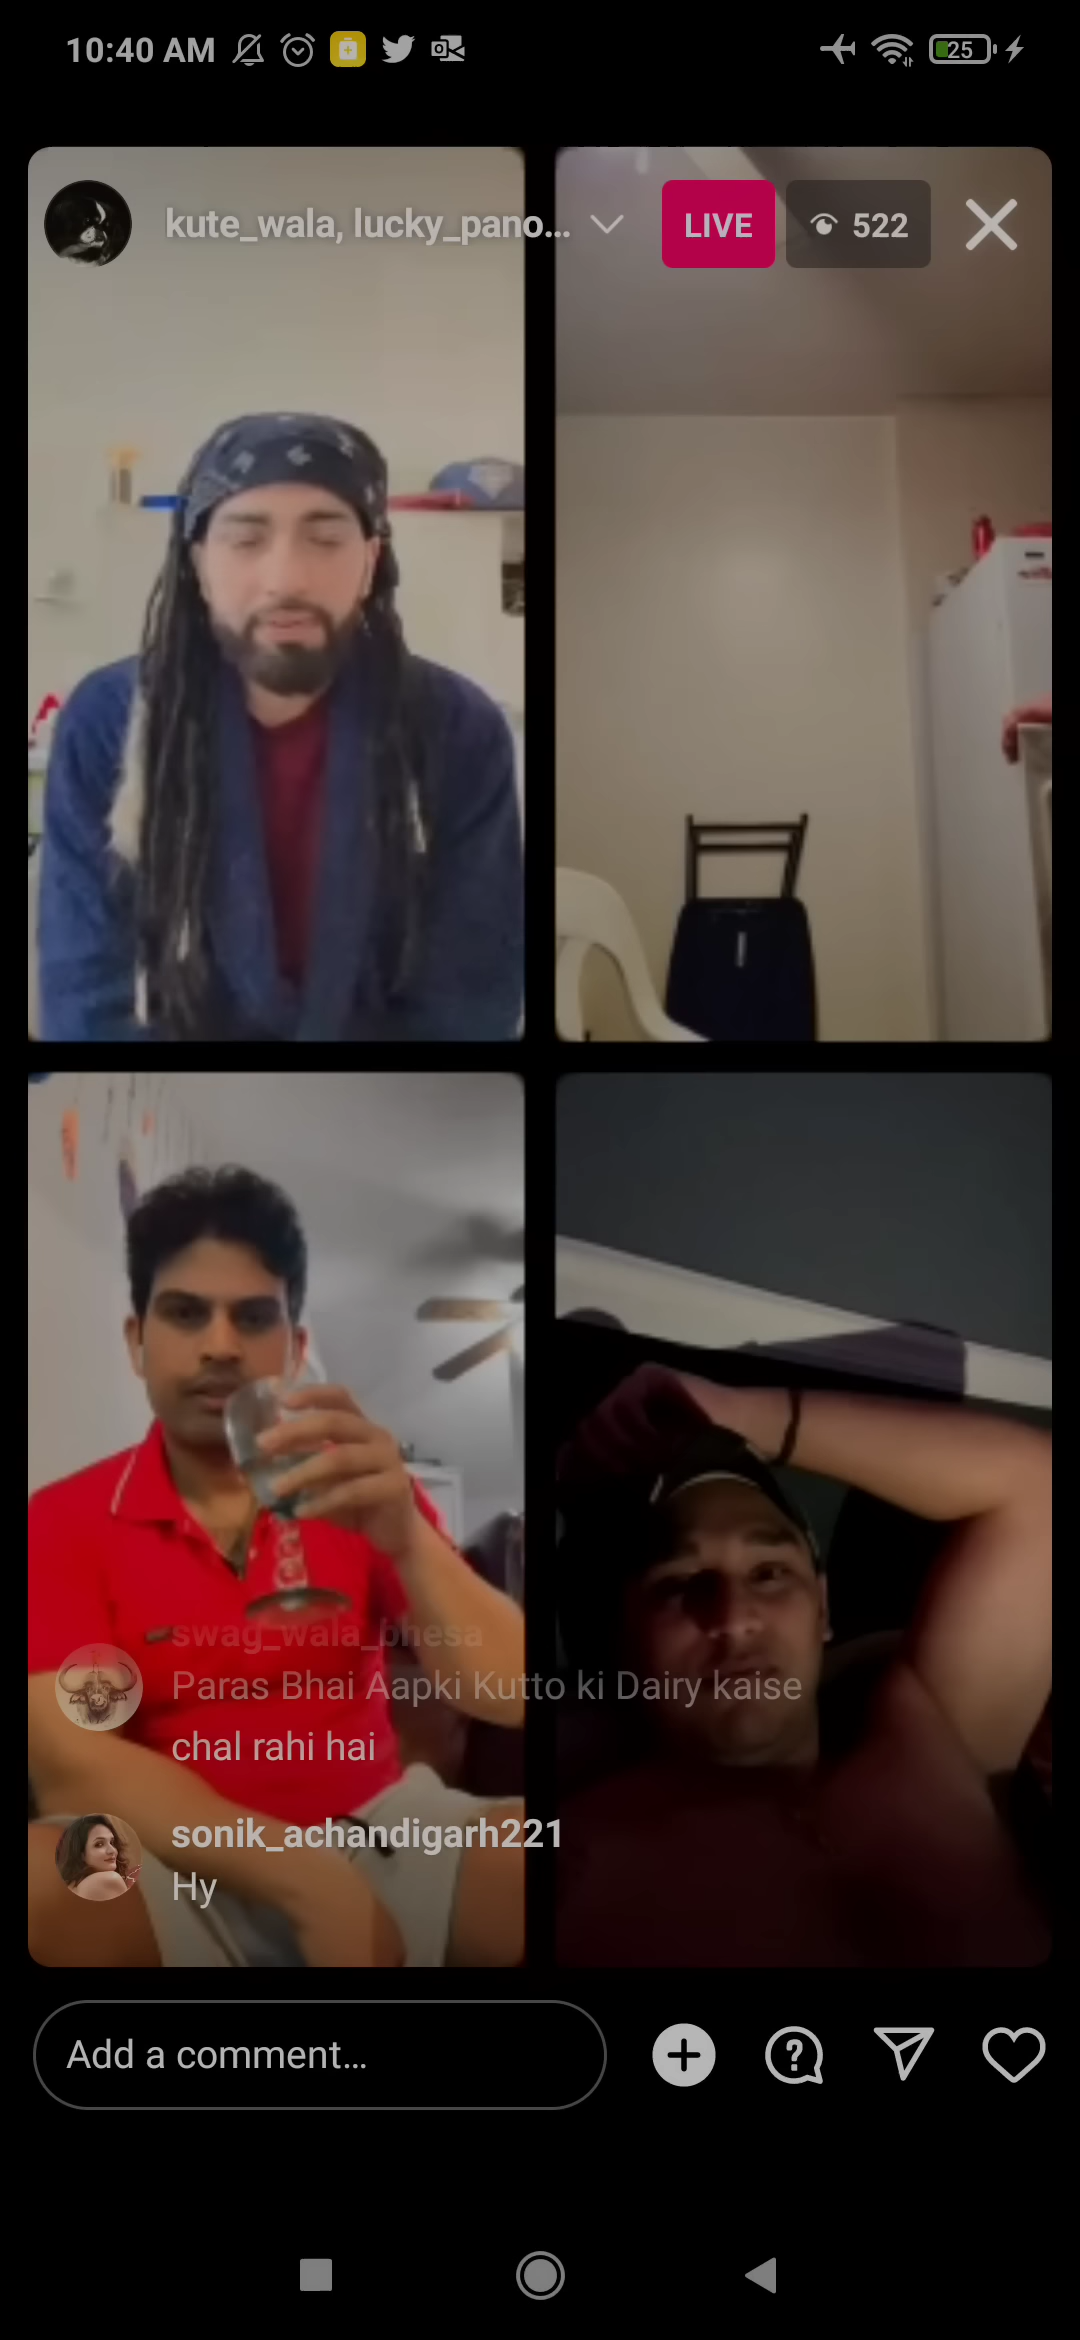 10:40 AM
25
kute_wala, lucky_pano...
LIVE
522
swag_wala_bhesa
Paras Bhai Aapki Kutto ki Dairy kaise
chal rahi hai
sonik_achandigarh221
Hy
Add a comment...